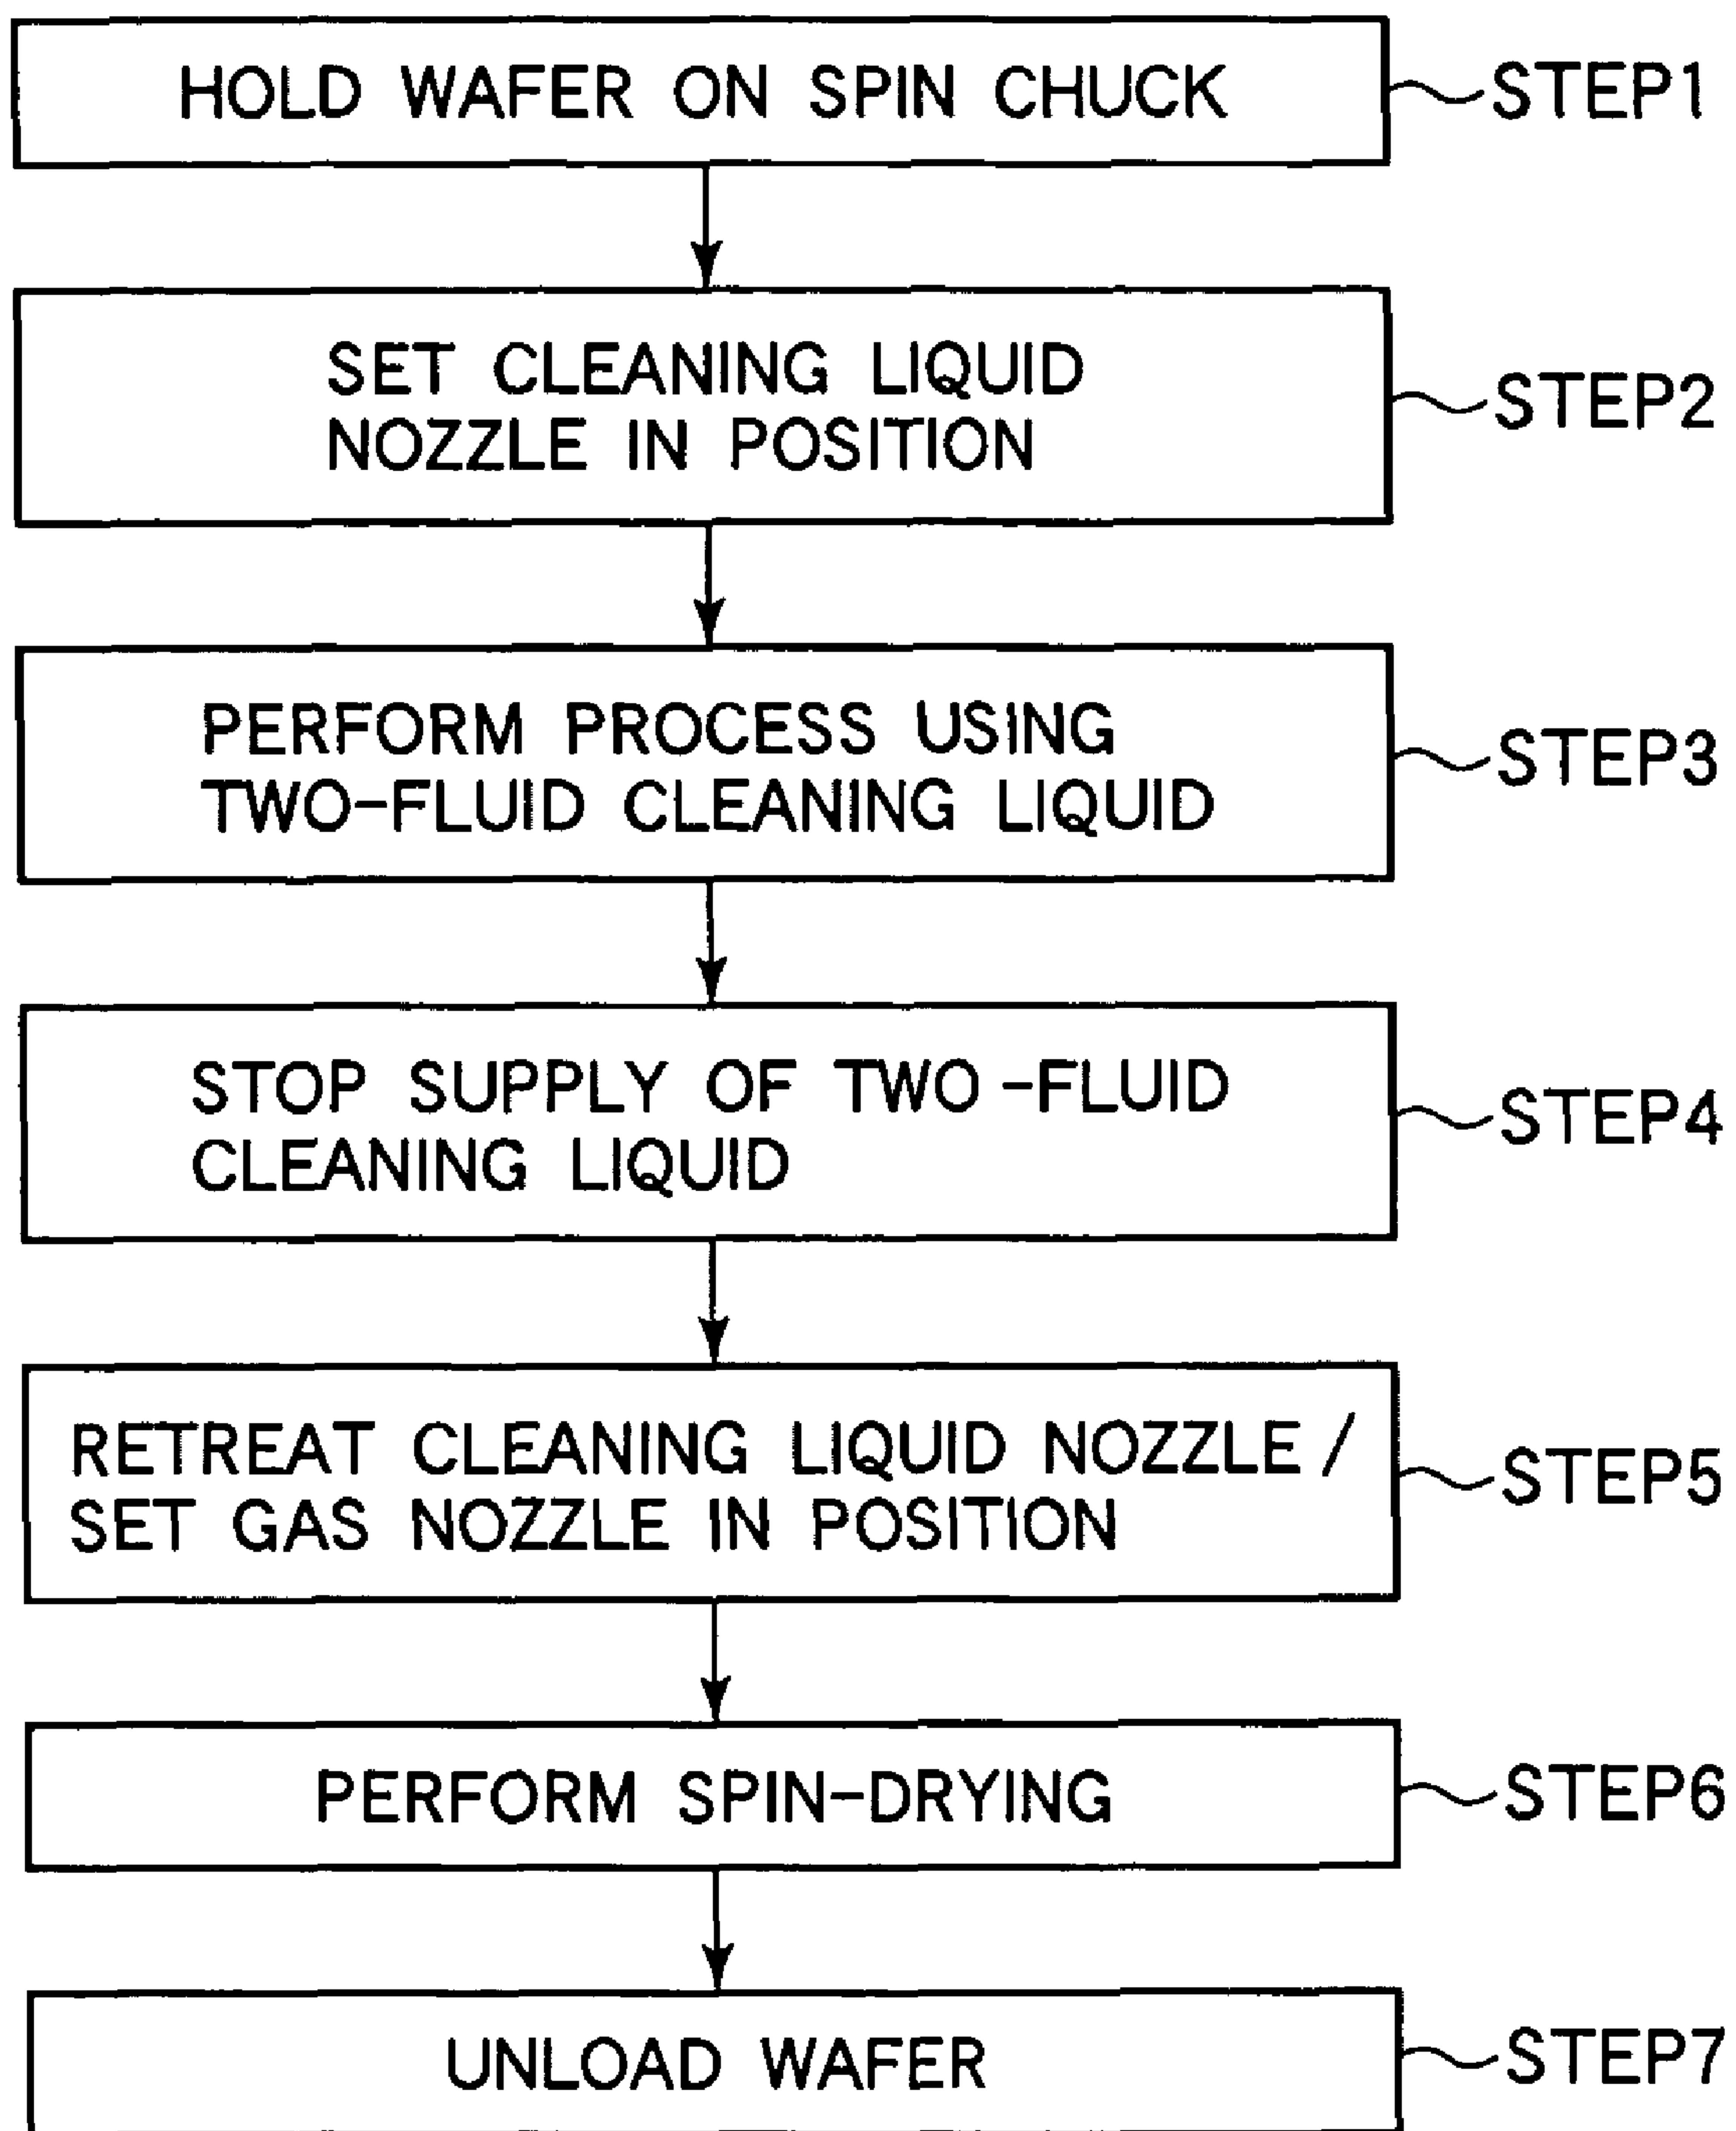 HOLD WAFER ON SPIN CHUCK
STEP1
SET CLEANING LIQUID
NOZZLE IN POSITION
STEP2
PERFORM PROCESS USING
TWO-FLUID CLEANING LIQUID
STEP3
STOP SUPPLY OF TWO-FLUID
CLEANING LIQUID
STEP4
RETREAT CLEANING LIQUID NOZZLE/
SET GAS NOZZLE IN POSITION
STEP5
PERFORM SPIN-DRYING
STEP6
UNLOAD WAFER
STEP7